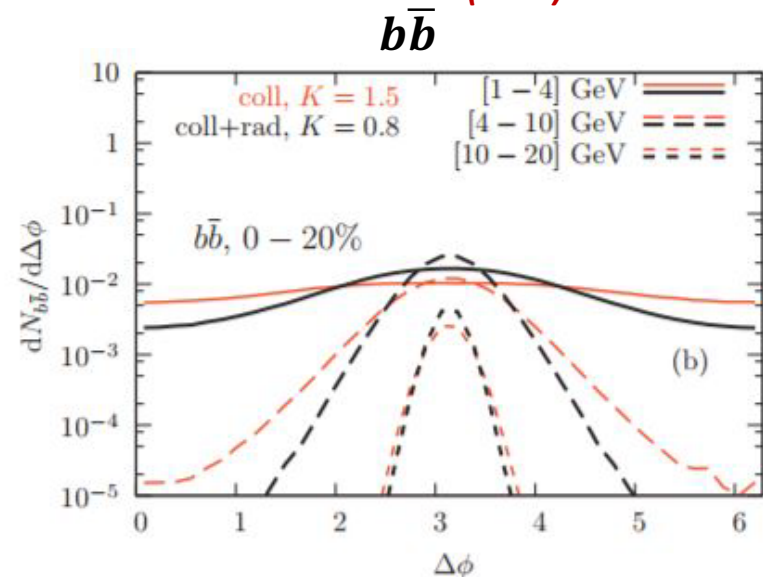 bb̅
10
1
10⁻¹
10⁻²
10⁻³
10⁻⁴
10⁻⁵
coll, K = 1.5
coll+rad, K = 0.8
[1 − 4] GeV
[4 − 10] GeV
[10 − 20] GeV
bb̅, 0 − 20%
(b)
dN_{bb̅}/dΔϕ
0 1 2 3 4 5 6
Δϕ